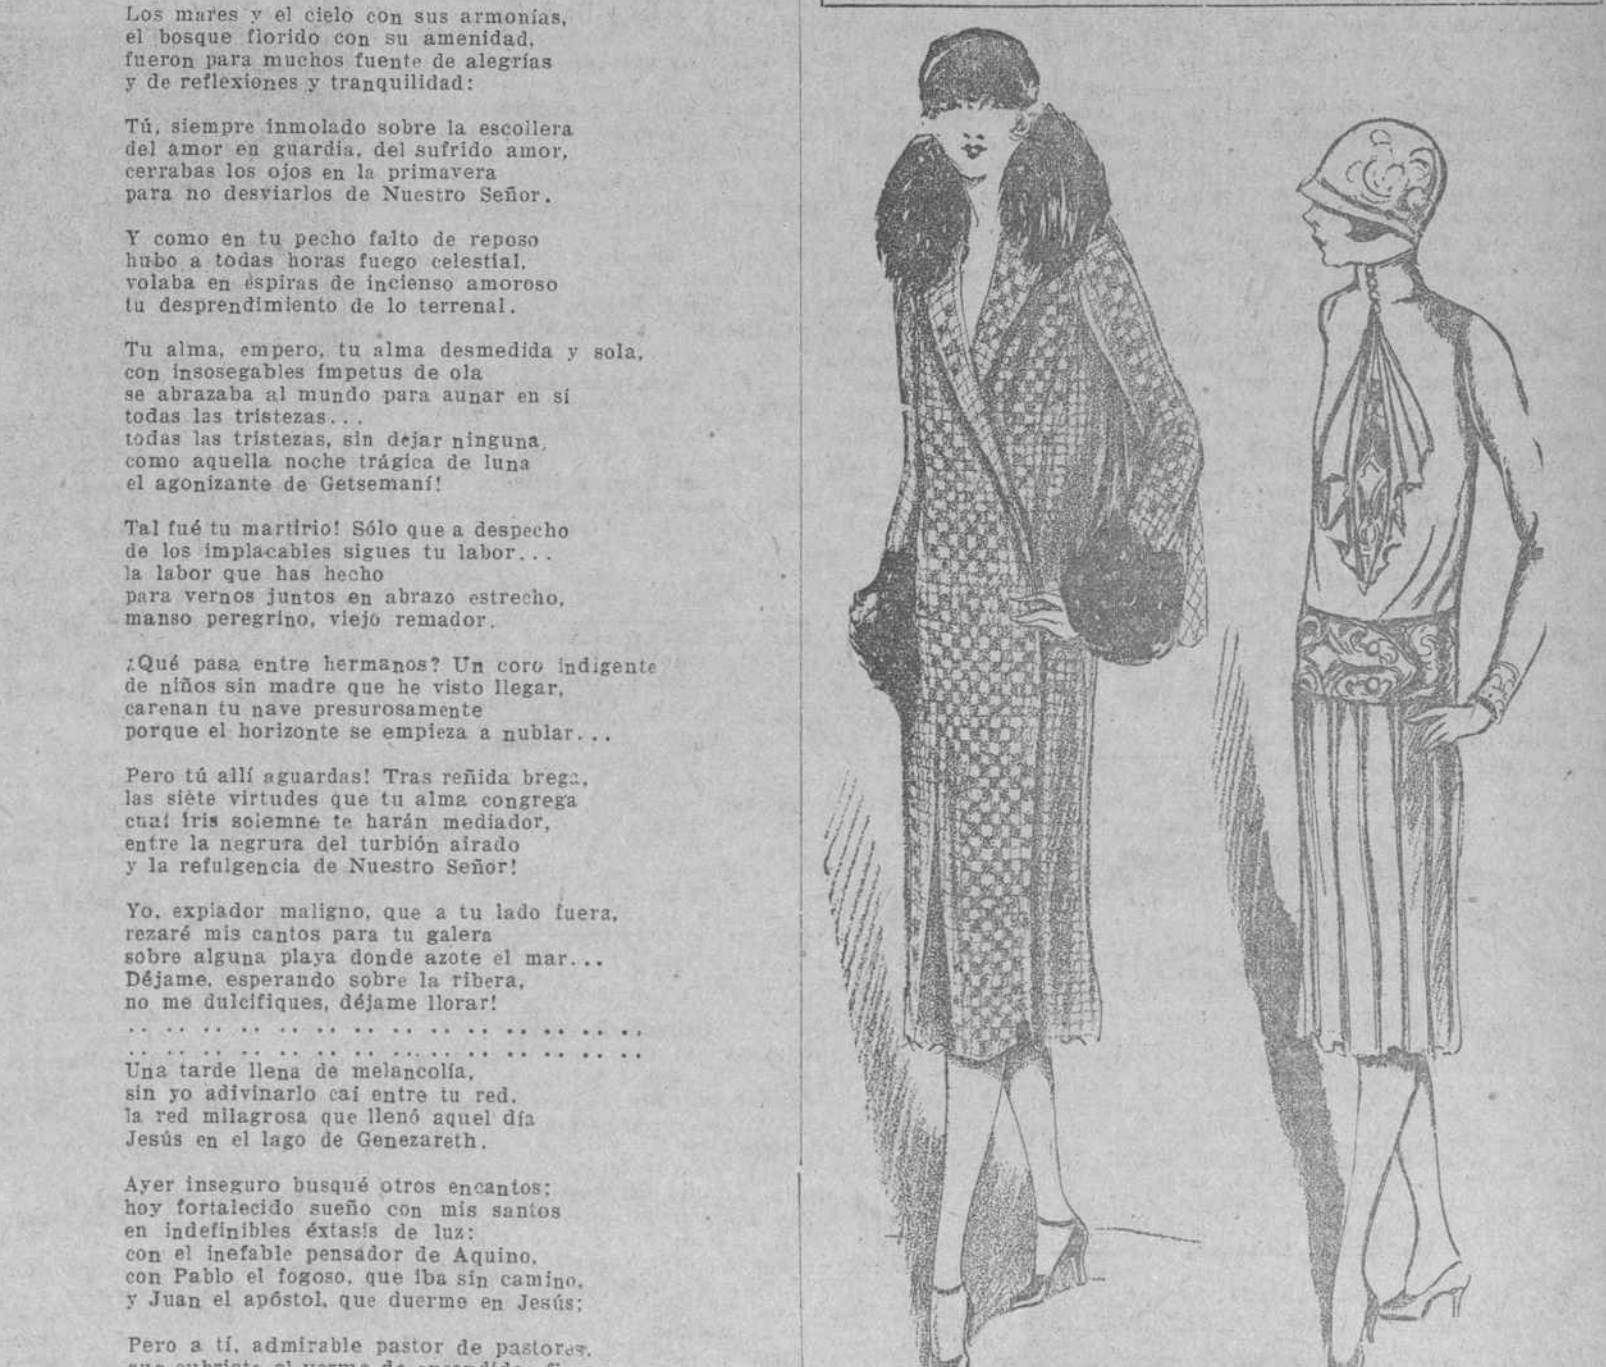 Los mares y el cielo con sus armonías,
el bosque florido con su amenidad,
fueron para muchos fuente de alegrías
y de reflexiones y tranquilidad:
Tú, siempre inmolado sobre la escollera
del amor en guardia, del sufrido amor,
cerrabas los ojos en la primavera
para no desviarlos de Nuestro Señor.
Y como en tu pecho falto de reposo
hubo a todas horas fuego celestial,
volaba en espiras de incienso amoroso
tu desprendimiento de lo terrenal.
Tu alma, empero, tu alma desmedida y sola,
con insosegables ímpetus de ola
se abrazaba al mundo para aunar en sí
todas las tristezas...
todas las tristezas, sin dejar ninguna,
como aquella noche trágica de luna
el agonizante de Getsemaní!
Tal fué tu martirio! Sólo que a despecho
de los implacables sigues tu labor...
la labor que has hecho
para vernos juntos en abrazo estrecho,
manso peregrino, viejo remador.
¿Qué pasa entre hermanos? Un coro indigente
de niños sin madre que he visto llegar,
carenan tu nave presurosamente
porque el horizonte se empieza a nublar...
Pero tú allí aguardas! Tras reñida brega,
las siete virtudes que tu alma congrega
cual íris solemne te harán mediador,
entre la negrura del turbión airado
y la refulgencia de Nuestro Señor!
Yo, expiador maligno, que a tu lado fuera,
rezaré mis cantos para tu galera
sobre alguna playa donde azote el mar...
Déjame, esperando sobre la ribera,
no me dulcifiques, déjame llorar!
.. .. .. .. .. .. .. .. .. .. .. .. .. ..
.. .. .. .. .. .. .. .. .. .. .. .. .. ..
Una tarde llena de melancolía,
sin yo adivinarlo caí entre tu red,
la red milagrosa que llenó aquel día
Jesús en el lago de Genezareth.
Ayer inseguro busqué otros encantos;
hoy fortalecido sueño con mis santos
en indefinibles éxtasis de luz:
con el inefable pensador de Aquino,
con Pablo el fogoso, que iba sin camino,
y Juan el apóstol, que duerme en Jesús;
Pero a tí, admirable pastor de pastores,